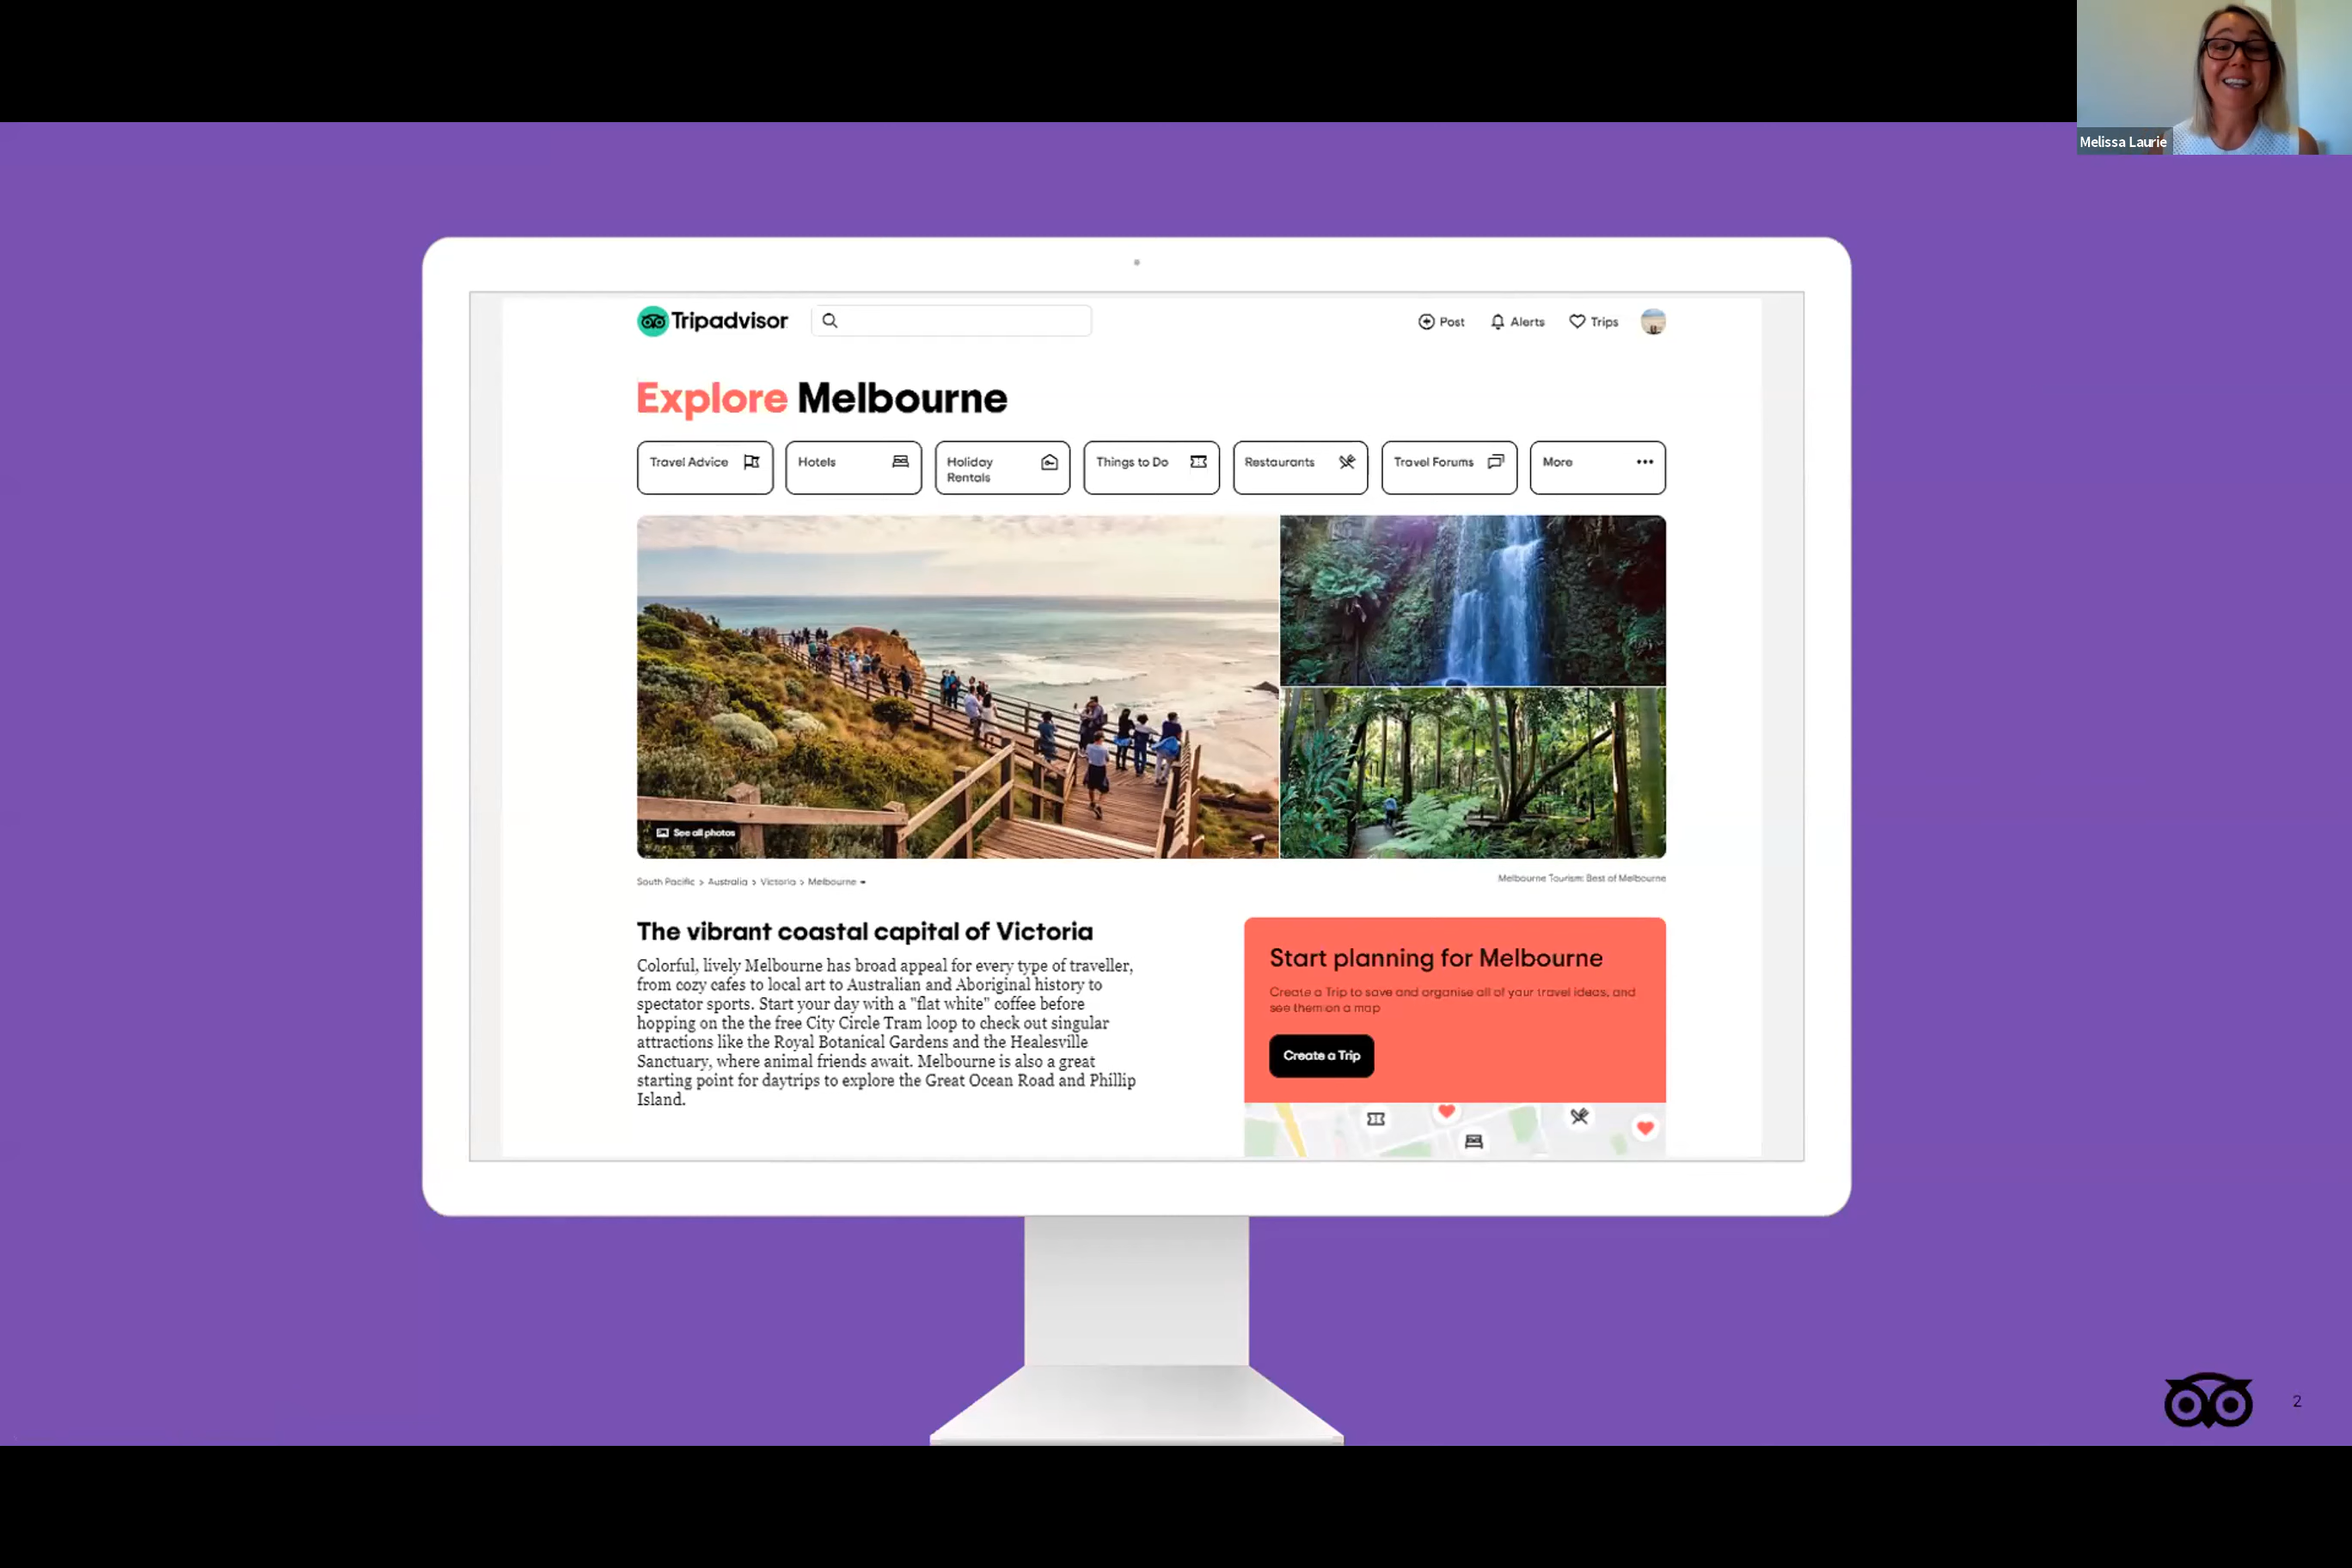 Melissa Laurie
Tripadvisor
Post
Alerts
Trips
Explore Melbourne
Travel Advice
Hotels
Holiday
Rentals
Things to Do
Restaurants
Travel Forums
More
See all photos
South Pacific > Australia > Victoria > Melbourne
Melbourne Tourism: Best of Melbourne
The vibrant coastal capital of Victoria
Colorful, lively Melbourne has broad appeal for every type of traveller,
from cozy cafes to local art to Australian and Aboriginal history to
spectator sports. Start your day with a "flat white" coffee before
hopping on the the free City Circle Tram loop to check out singular
attractions like the Royal Botanical Gardens and the Healesville
Sanctuary, where animal friends await. Melbourne is also a great
starting point for daytrips to explore the Great Ocean Road and Phillip
Island.
Start planning for Melbourne
Create a Trip to save and organise all of your travel ideas, and
see them on a map
Create a Trip
2